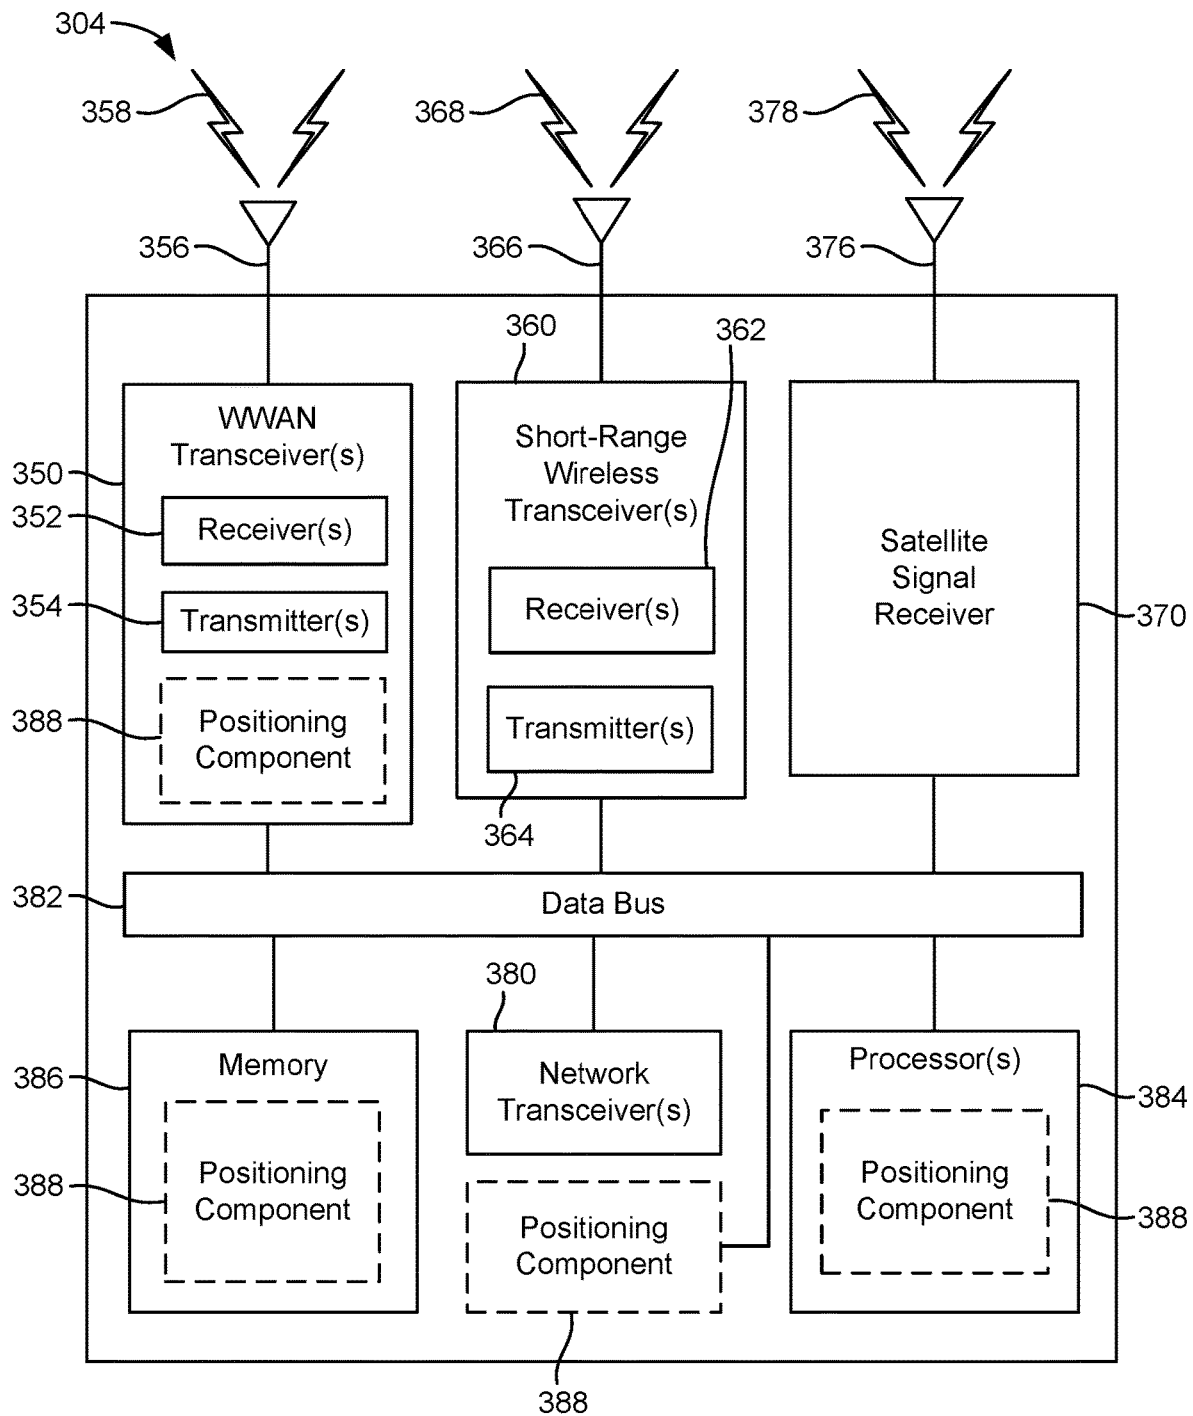 304
358
368
378
356
366
376
360
362
WWAN
Transceiver(s)
350
352
Receiver(s)
354
Transmitter(s)
388
Positioning
Component
Short-Range
Wireless
Transceiver(s)
Receiver(s)
Transmitter(s)
364
Satellite
Signal
Receiver
370
382
Data Bus
380
386
Memory
388
Positioning
Component
Network
Transceiver(s)
Positioning
Component
388
Processor(s)
384
Positioning
Component
388